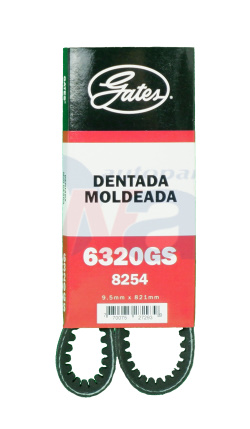 Gates
DENTADA
MOLDEADA
6320GS
8254
9.5mm x 821mm